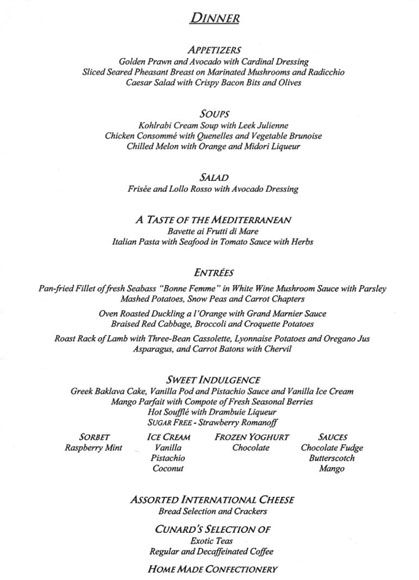 DINNER
APPETIZERS
Golden Prawn and Avocado with Cardinal Dressing
Sliced Seared Pheasant Breast on Marinated Mushrooms and Radicchio
Caesar Salad with Crispy Bacon Bits and Olives
SOUPS
Kohlrabi Cream Soup with Leek Julienne
Chicken Consommé with Quenelles and Vegetable Brunoise
Chilled Melon with Orange and Midori Liqueur
SALAD
Frisée and Lollo Rosso with Avocado Dressing
A TASTE OF THE MEDITERRANEAN
Bavette ai Frutti di Mare
Italian Pasta with Seafood in Tomato Sauce with Herbs
ENTRÉES
Pan-fried Fillet of fresh Seabass "Bonne Femme" in White Wine Mushroom Sauce with Parsley
Mashed Potatoes, Snow Peas and Carrot Chapters
Oven Roasted Duckling a l'Orange with Grand Marnier Sauce
Braised Red Cabbage, Broccoli and Croquette Potatoes
Roast Rack of Lamb with Three-Bean Cassolette, Lyonnaise Potatoes and Oregano Jus
Asparagus, and Carrot Batons with Chervil
SWEET INDULGENCE
Greek Baklava Cake, Vanilla Pod and Pistachio Sauce and Vanilla Ice Cream
Mango Parfait with Compote of Fresh Seasonal Berries
Hot Soufflé with Drambuie Liqueur
SUGAR FREE - Strawberry Romanoff
SORBET
Raspberry Mint
ICE CREAM
Vanilla
Pistachio
Coconut
FROZEN YOGHURT
Chocolate
SAUCES
Chocolate Fudge
Butterscotch
Mango
ASSORTED INTERNATIONAL CHEESE
Bread Selection and Crackers
CUNARD'S SELECTION OF
Exotic Teas
Regular and Decaffeinated Coffee
HOME MADE CONFECTIONERY